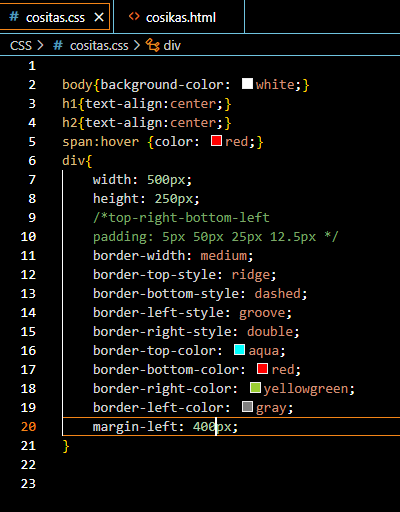 # cositas.css × <> cosikas.html
CSS > # cositas.css > div
1
2 body{background-color: white;}
3 h1{text-align:center;}
4 h2{text-align:center;}
5 span:hover {color: red;}
6 div{
7 width: 500px;
8 height: 250px;
9 /*top-right-bottom-left
10 padding: 5px 50px 25px 12.5px */
11 border-width: medium;
12 border-top-style: ridge;
13 border-bottom-style: dashed;
14 border-left-style: groove;
15 border-right-style: double;
16 border-top-color: aqua;
17 border-bottom-color: red;
18 border-right-color: yellowgreen;
19 border-left-color: gray;
20 margin-left: 400px;
21 }
22
23